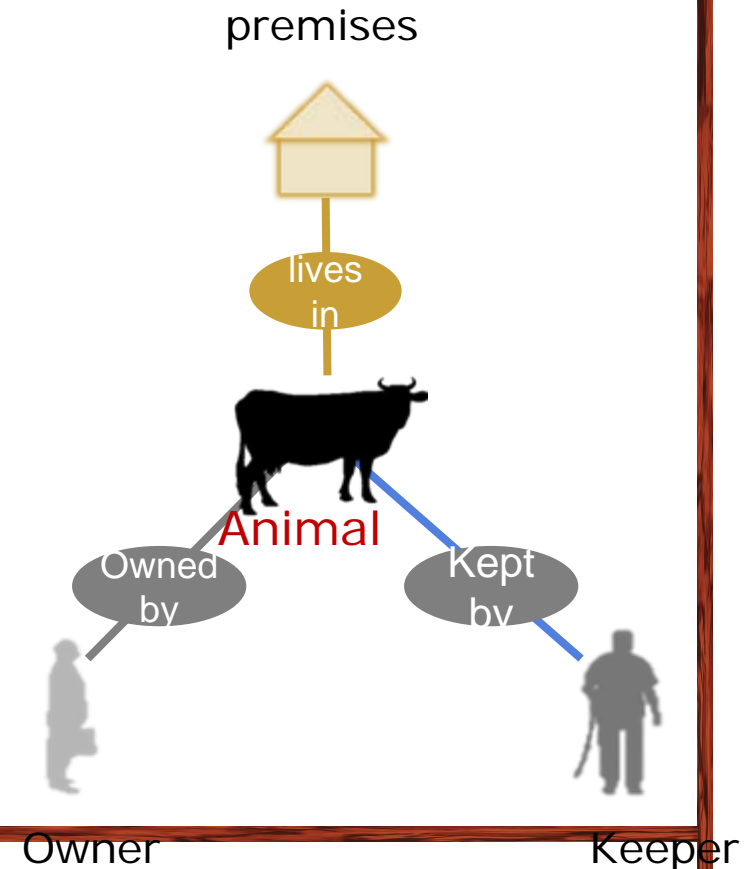 premises
lives
in
Animal
Owned
by
Kept
by
Owner
Keeper